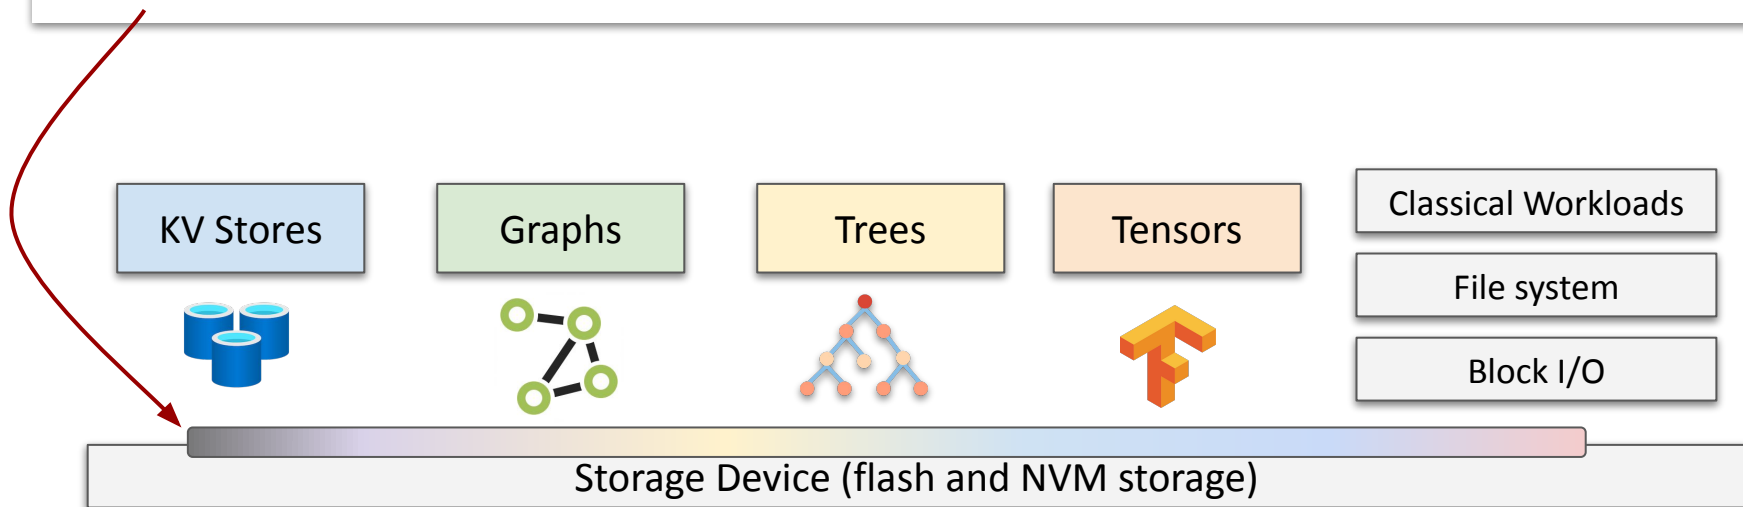 KV Stores
Graphs
Trees
Tensors
Classical Workloads
File system
Block I/O
Storage Device (flash and NVM storage)